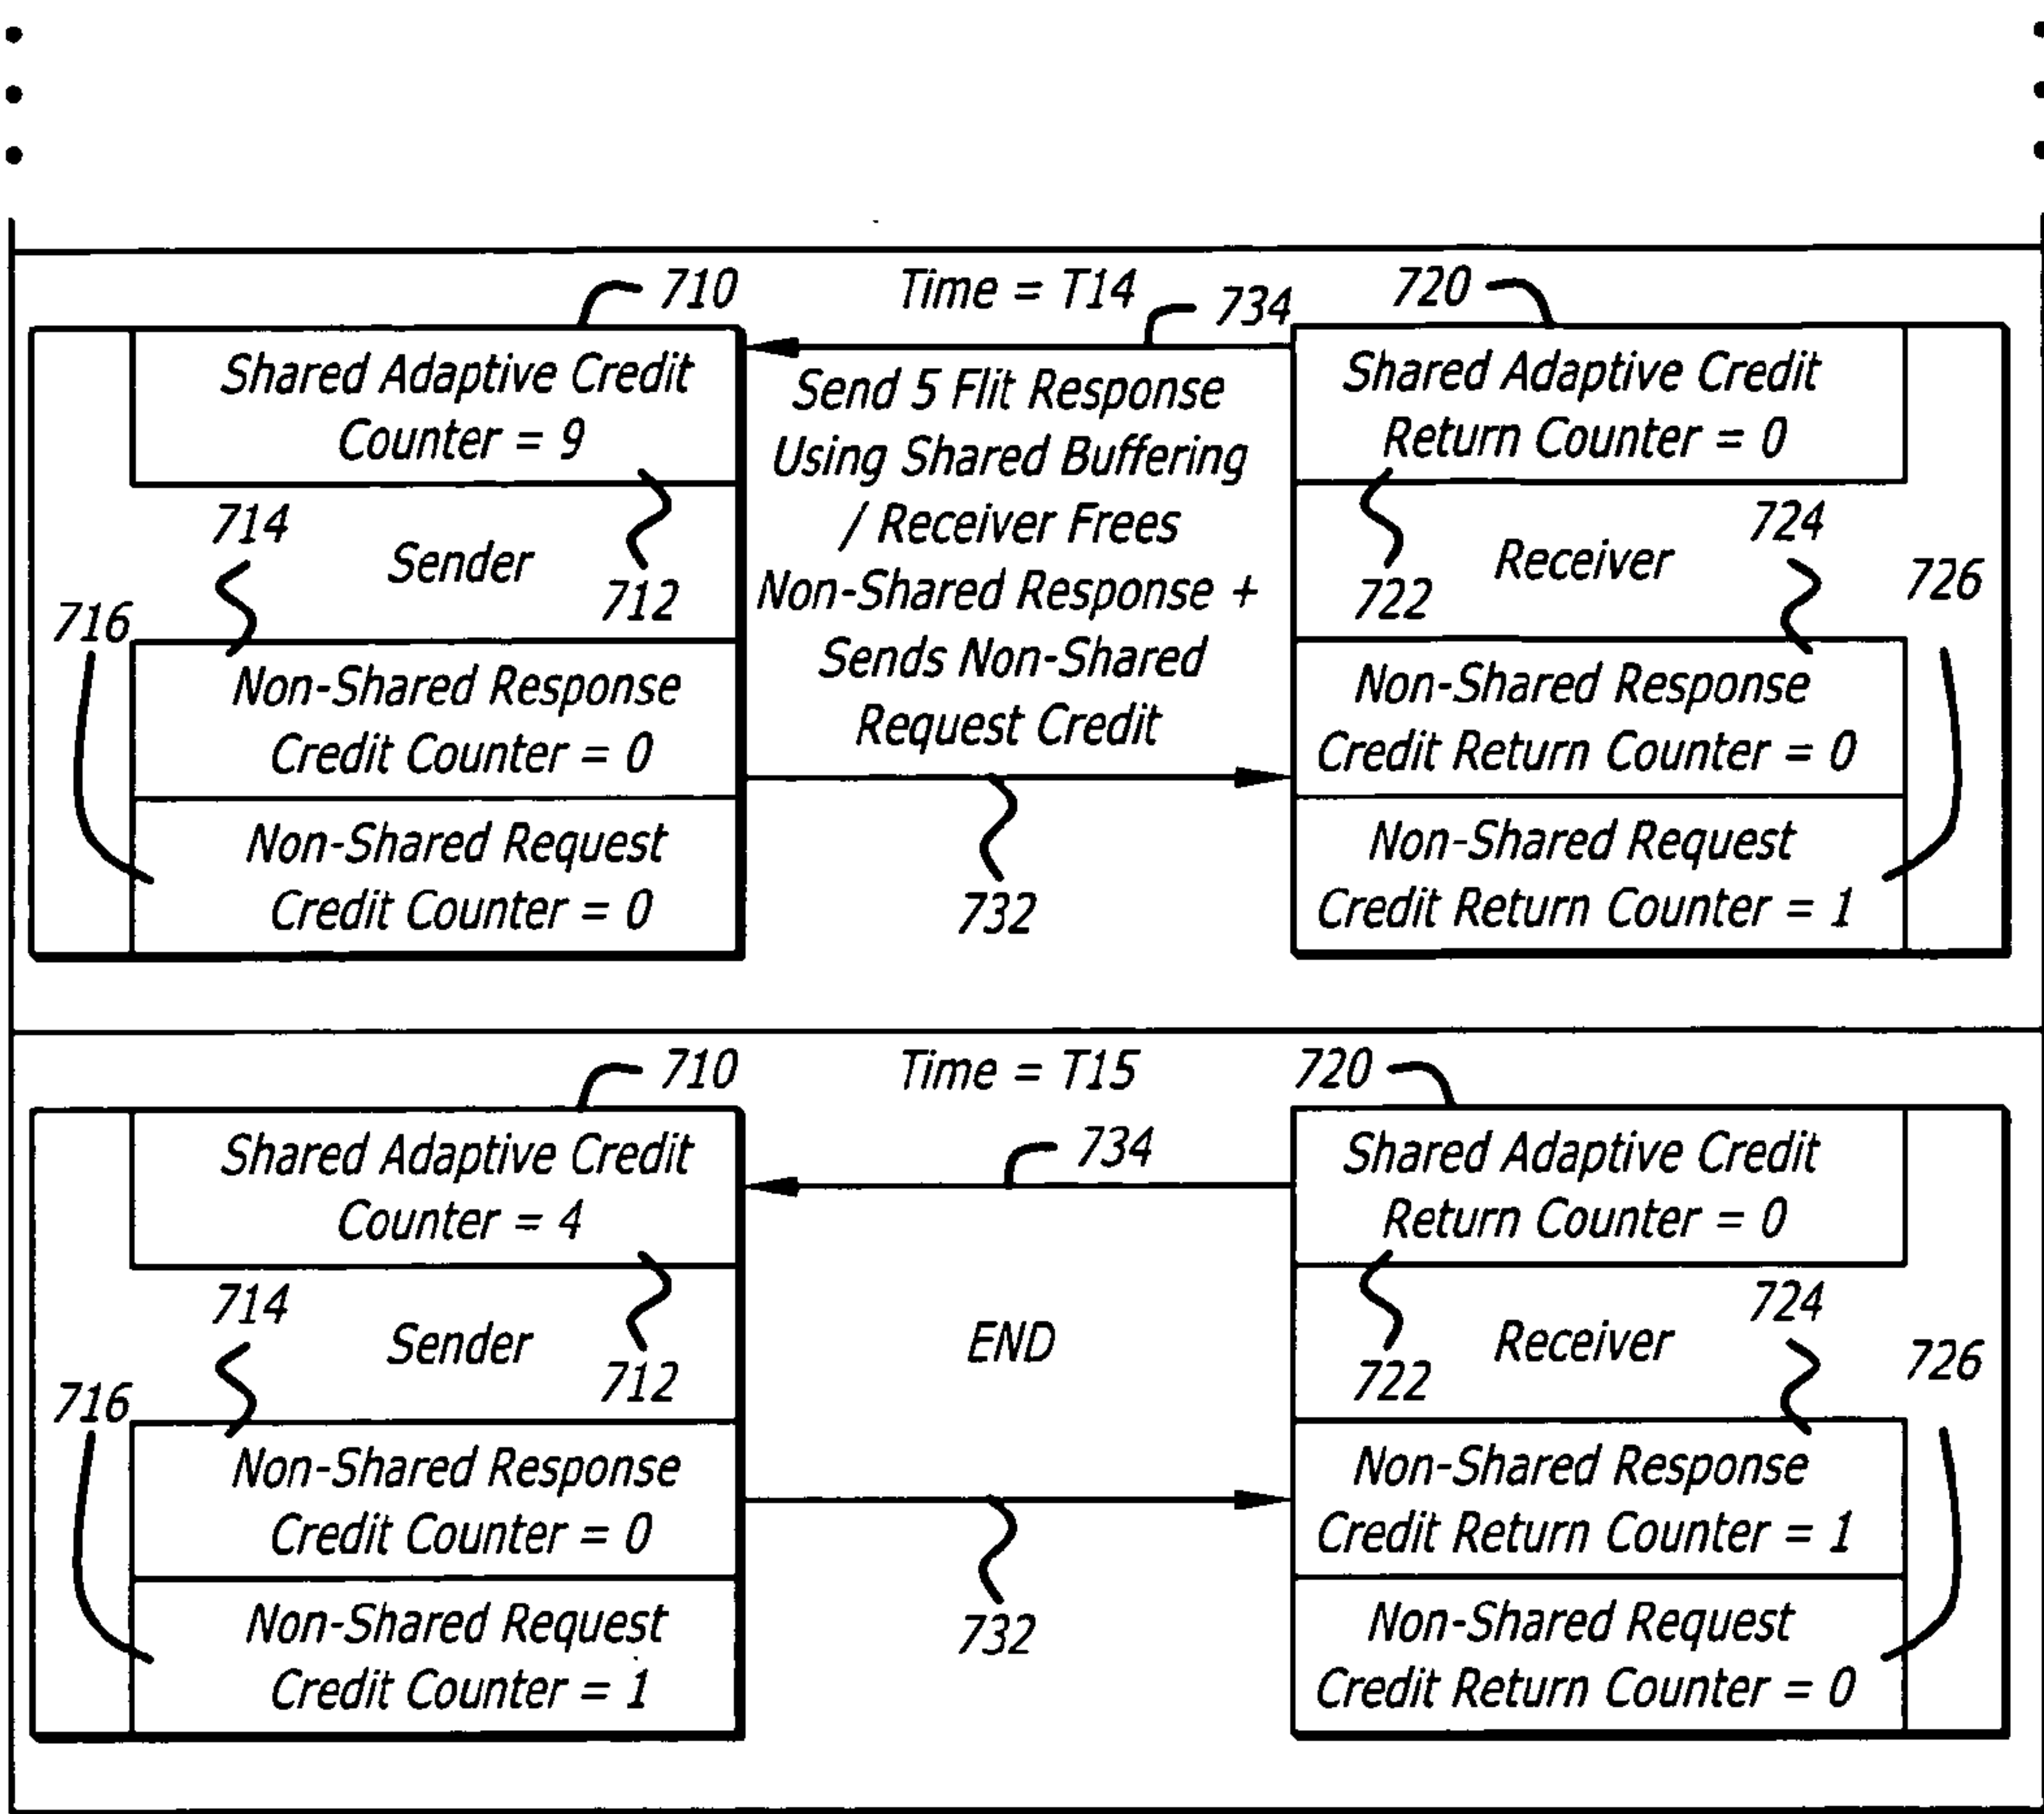 710
Time = T14
720
734
Shared Adaptive Credit
Counter = 9
714
Sender
712
716
Non-Shared Response
Credit Counter = 0
Non-Shared Request
Credit Counter = 0
Send 5 Flit Response
Using Shared Buffering
/ Receiver Frees
Non-Shared Response +
Sends Non-Shared
Request Credit
732
Shared Adaptive Credit
Return Counter = 0
722
Receiver
724
726
Non-Shared Response
Credit Return Counter = 0
Non-Shared Request
Credit Return Counter = 1
710
Time = T15
720
734
Shared Adaptive Credit
Counter = 4
714
Sender
712
716
Non-Shared Response
Credit Counter = 0
Non-Shared Request
Credit Counter = 1
END
732
Shared Adaptive Credit
Return Counter = 0
722
Receiver
724
726
Non-Shared Response
Credit Return Counter = 1
Non-Shared Request
Credit Return Counter = 0